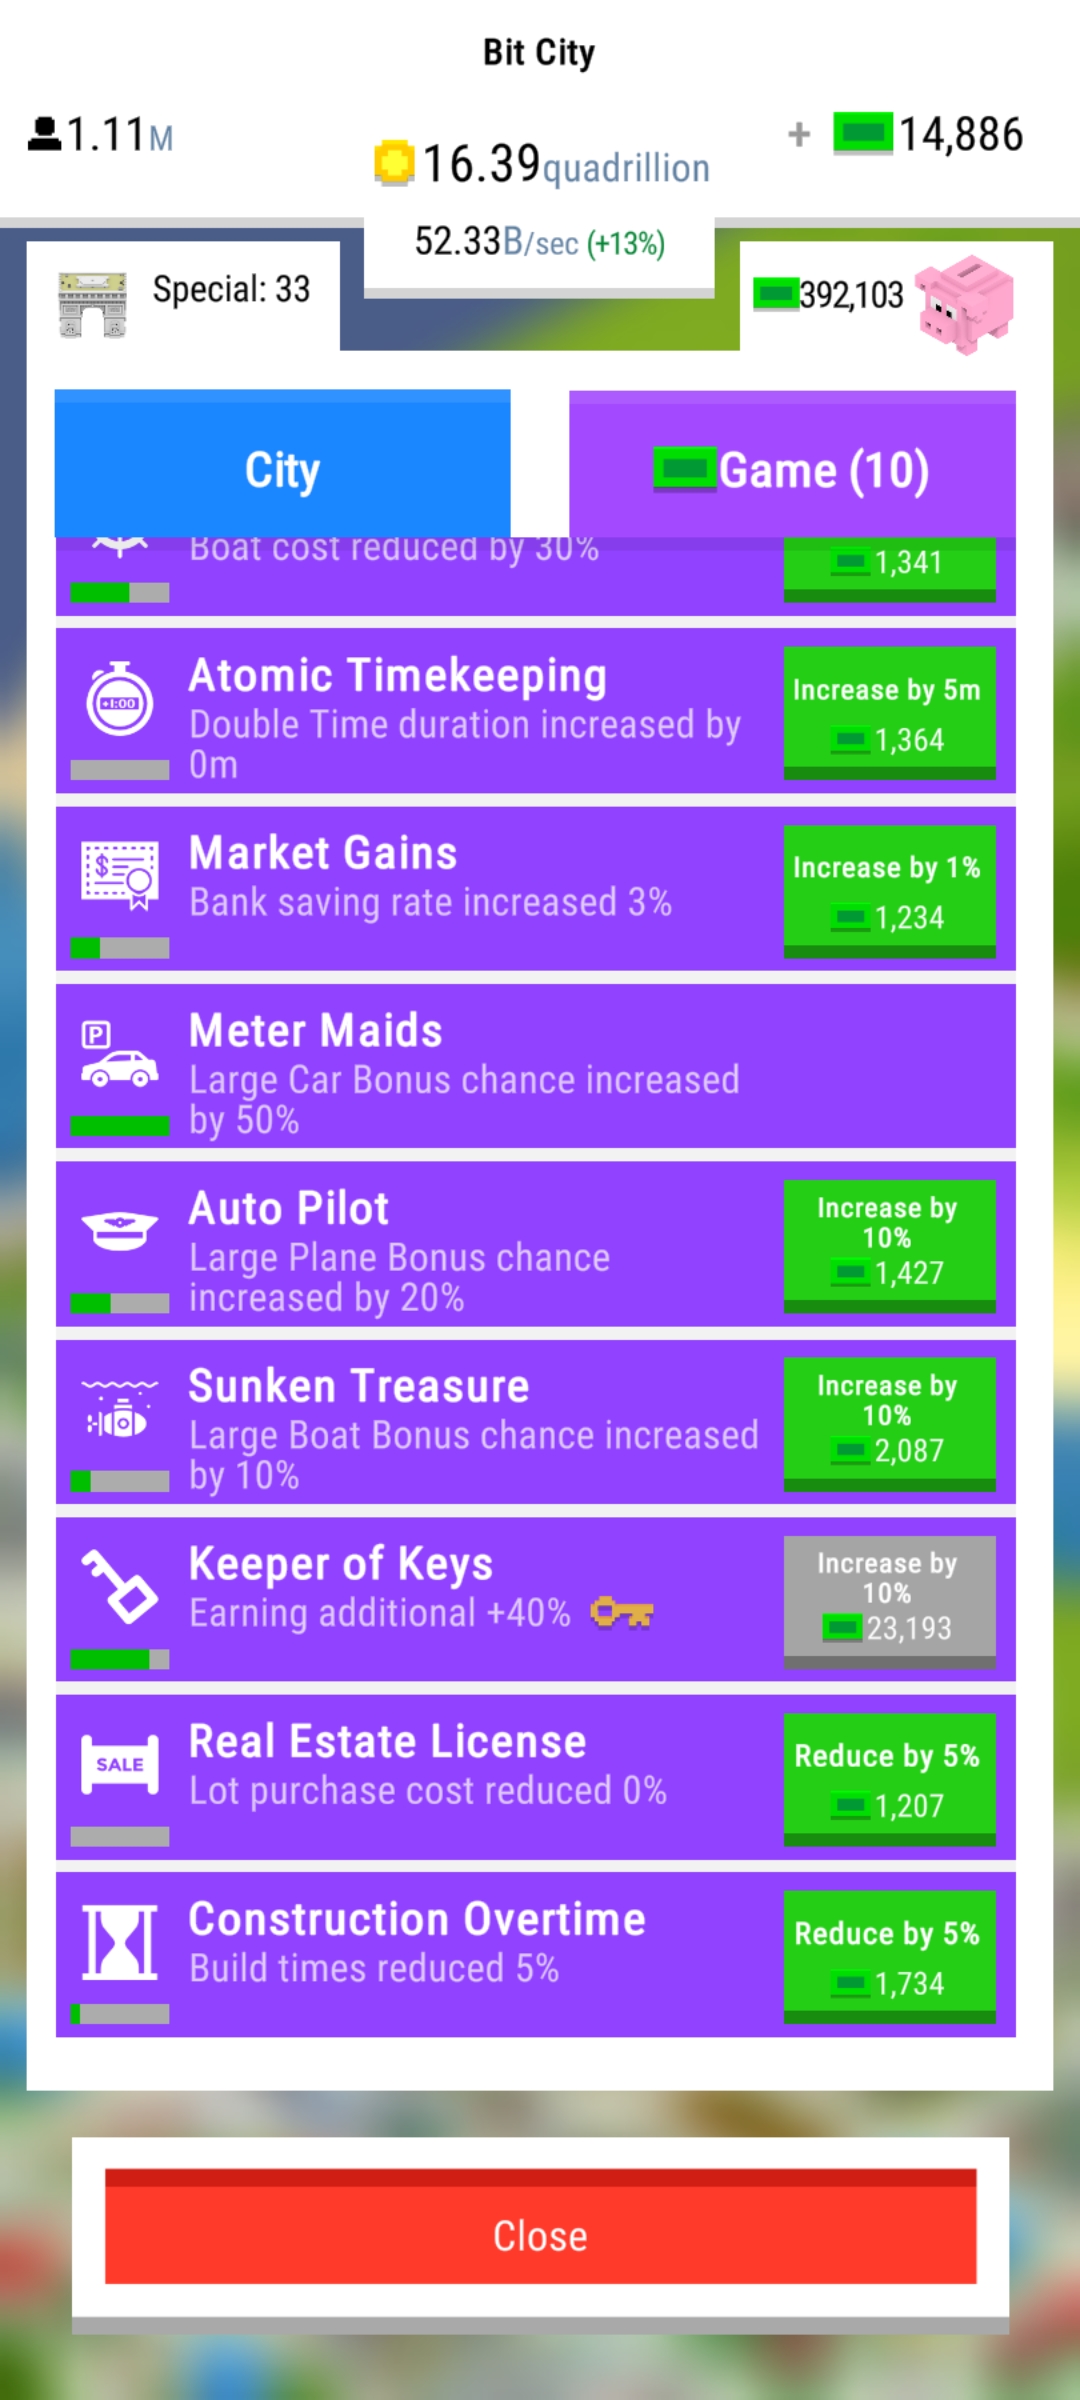 Bit City
1.11M
16.39quadrillion
+ 14,886
52.33B/sec (+13%)
Special: 33
392,103
City
Game (10)
Boat cost reduced by 30%
1,341
Atomic Timekeeping
Double Time duration increased by
0m
Increase by 5m
1,364
Market Gains
Bank saving rate increased 3%
Increase by 1%
1,234
P
Meter Maids
Large Car Bonus chance increased
by 50%
Auto Pilot
Large Plane Bonus chance
increased by 20%
Increase by
10%
1,427
Sunken Treasure
Large Boat Bonus chance increased
by 10%
Increase by
10%
2,087
Keeper of Keys
Earning additional +40%
Increase by
10%
23,193
SALE
Real Estate License
Lot purchase cost reduced 0%
Reduce by 5%
1,207
Construction Overtime
Build times reduced 5%
Reduce by 5%
1,734
Close